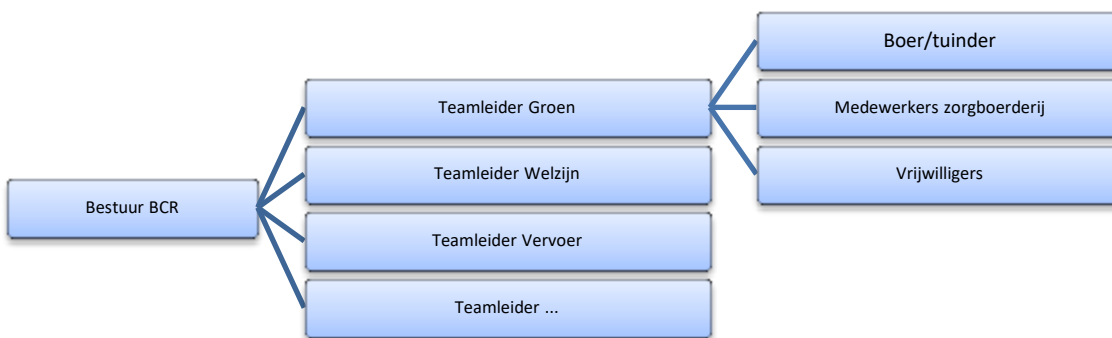 Boer/tuinder
Teamleider Groen
Medewerkers zorgboerderij
Teamleider Welzijn
Vrijwilligers
Bestuur BCR
Teamleider Vervoer
Teamleider ...